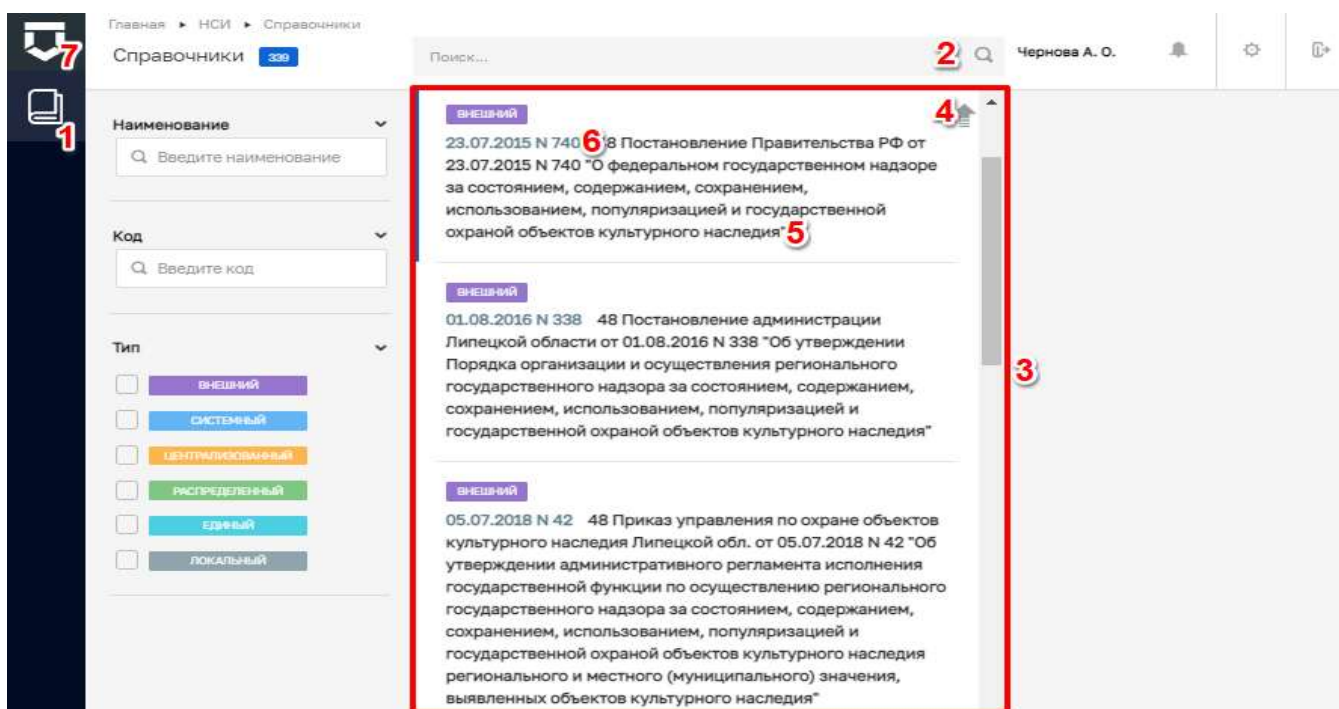 Главная ▸ НСИ ▸ Справочники
Справочники 339
Поиск...
2
Чернова А. О.
7
1
Наименование
Введите наименование
Код
Введите код
Тип
ВНЕШНИЙ
СИСТЕМНЫЙ
ЦЕНТРАЛИЗОВАННЫЙ
РАСПРЕДЕЛЕННЫЙ
ЕДИНЫЙ
ЛОКАЛЬНЫЙ
ВНЕШНИЙ
4
23.07.2015 N 740 6 8 Постановление Правительства РФ от
23.07.2015 N 740 "О федеральном государственном надзоре
за состоянием, содержанием, сохранением,
использованием, популяризацией и государственной
охраной объектов культурного наследия" 5
ВНЕШНИЙ
01.08.2016 N 338 48 Постановление администрации
Липецкой области от 01.08.2016 N 338 "Об утверждении
Порядка организации и осуществления регионального
государственного надзора за состоянием, содержанием,
сохранением, использованием, популяризацией и
государственной охраной объектов культурного наследия"
3
ВНЕШНИЙ
05.07.2018 N 42 48 Приказ управления по охране объектов
культурного наследия Липецкой обл. от 05.07.2018 N 42 "Об
утверждении административного регламента исполнения
государственной функции по осуществлению регионального
государственного надзора за состоянием, содержанием,
сохранением, использованием, популяризацией и
государственной охраной объектов культурного наследия
регионального и местного (муниципального) значения,
выявленных объектов культурного наследия"